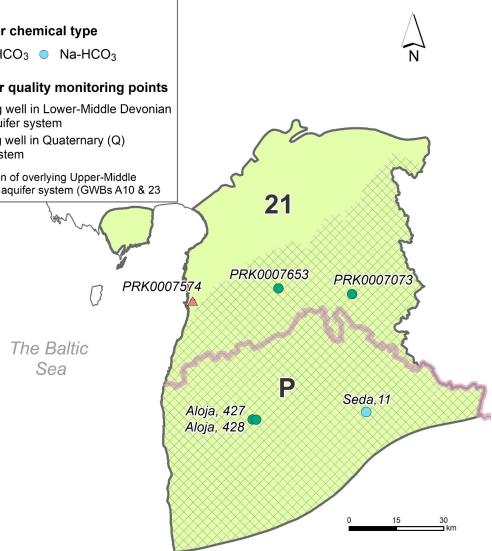 r chemical type
HCO3 Na-HCO3
r quality monitoring points
g well in Lower-Middle Devonian
uifer system
g well in Quaternary (Q)
stem
n of overlying Upper-Middle
aquifer system (GWBs A10 & 23
N
21
PRK0007574
PRK0007653
PRK0007073
The Baltic
Sea
P
Aloja, 427
Aloja, 428
Seda,11
0 15 30
km